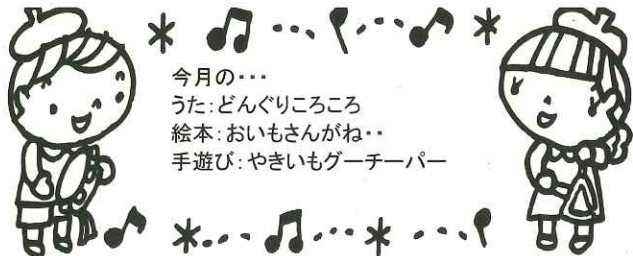 今月の・・・
うた:どんぐりころころ
絵本:おいもさんがね・・
手遊び:やきいもグーチーパー